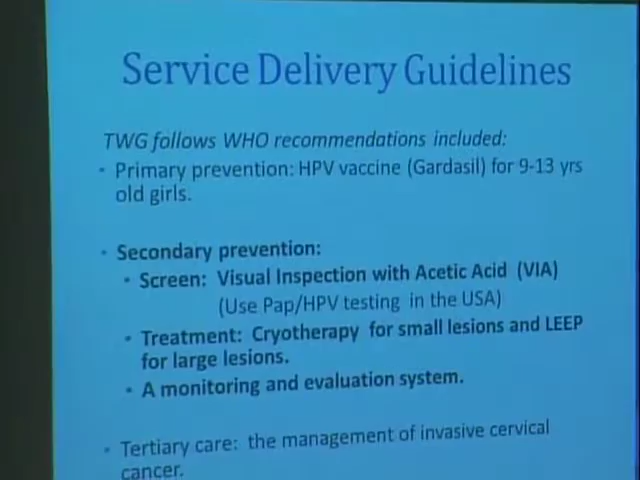 Service Delivery Guidelines
TWG follows WHO recommendations included:
• Primary prevention: HPV vaccine (Gardasil) for 9-13 yrs
old girls.
• Secondary prevention:
• Screen: Visual Inspection with Acetic Acid (VIA)
(Use Pap/HPV testing in the USA)
• Treatment: Cryotherapy for small lesions and LEEP
for large lesions.
• A monitoring and evaluation system.
• Tertiary care: the management of invasive cervical
cancer.